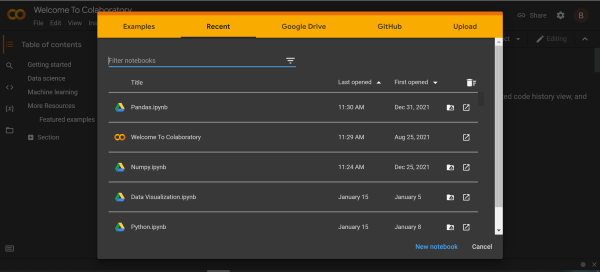 Welcome To Colaboratory
File Edit View
Share
B
Table of contents
Getting started
Data science
Machine learning
More Resources
Featured examples
Section
Editing
ed code history view, and
Examples Recent Google Drive GitHub Upload
Filter notebooks
Title Last opened First opened
Pandas.ipynb 11:30 AM Dec 31, 2021
Welcome To Colaboratory 11:29 AM Aug 25, 2021
Numpy.ipynb 11:24 AM Dec 25, 2021
Data Visualization.ipynb January 15 January 5
Python.ipynb January 15 January 8
New notebook Cancel